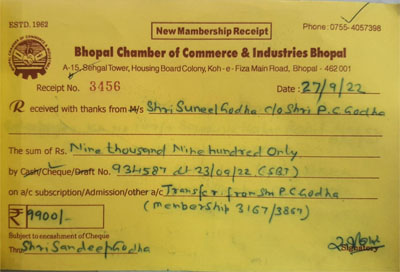 ESTD. 1962
New Mambership Receipt
Phone : 0755- 4057398
Bhopal Chamber of Commerce & Industries Bhopal
A-15, Bengal Tower, Housing Board Colony, Koh - e - Fiza Main Road, Bhopal - 462 001
Receipt No. 3456
Date : 27/9/22
Received with thanks from M/s Shri Suneel Godha C/o Shri P.C Godha
The sum of Rs. Nine thousand Nine hundred Only
by Cash/Cheque/Draft No. 934587 dt 23/09/22 (SBI)
on a/c subscription/Admission/other a/c Transfer from Shri P.C Godha
(Membership 3167/3867)
₹ 9900/-
Subject to encashment of Cheque
Thro Shri Sandeep Godha
Signatory